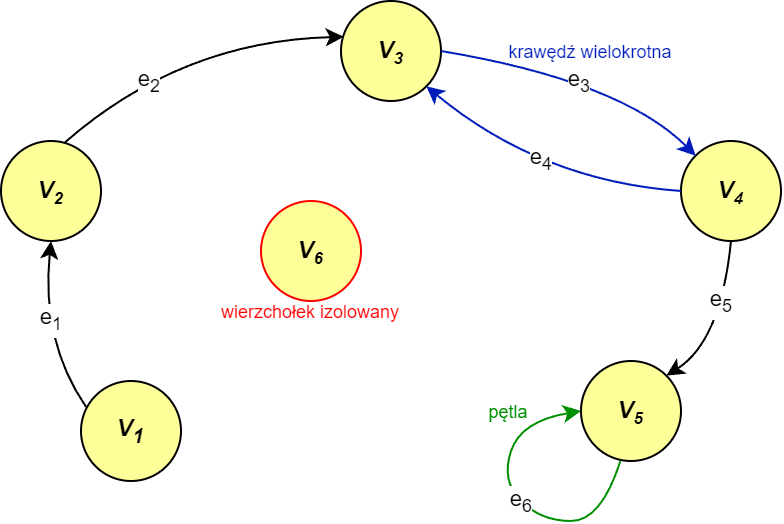 V3
krawędź wielokrotna
e2
e3
e4
V2
V4
V6
wierzchołek izolowany
e5
e1
V1
V5
pętla
e6